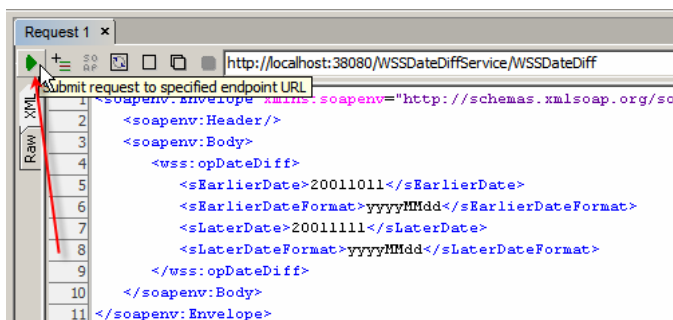 Request 1 ×
SO AP http://localhost:38080/WSSDateDiffService/WSSDateDiff
Submit request to specified endpoint URL
XML
Raw
1 <soapenv:Envelope xmlns:soapenv="http://schemas.xmlsoap.org/so
2 <soapenv:Header/>
3 <soapenv:Body>
4 <wss:opDateDiff>
5 <sEarlierDate>20011011</sEarlierDate>
6 <sEarlierDateFormat>yyyyMMdd</sEarlierDateFormat>
7 <sLaterDate>20011111</sLaterDate>
8 <sLaterDateFormat>yyyyMMdd</sLaterDateFormat>
9 </wss:opDateDiff>
10 </soapenv:Body>
11 </soapenv:Envelope>